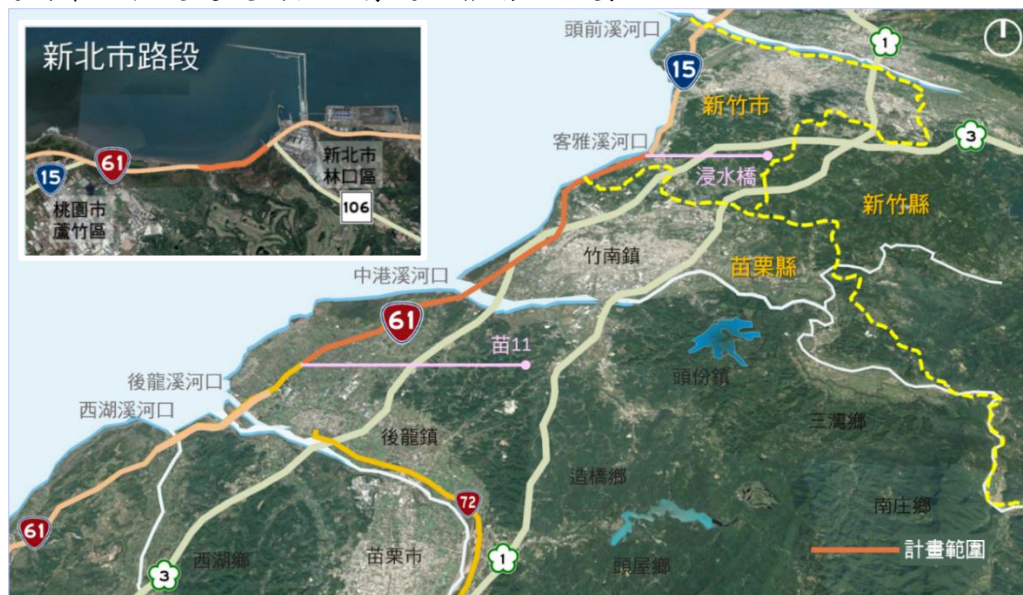 新北市路段
15
61
桃園市
蘆竹區
新北市
林口區
106
頭前溪河口
1
15
新竹市
3
客雅溪河口
浸水橋
新竹縣
竹南鎮
苗栗縣
中港溪河口
61
苗11
頭份鎮
後龍溪河口
西湖溪河口
後龍鎮
三灣鄉
造橋鄉
72
南庄鄉
61
西湖鄉
苗栗市
1
頭屋鄉
3
計畫範圍